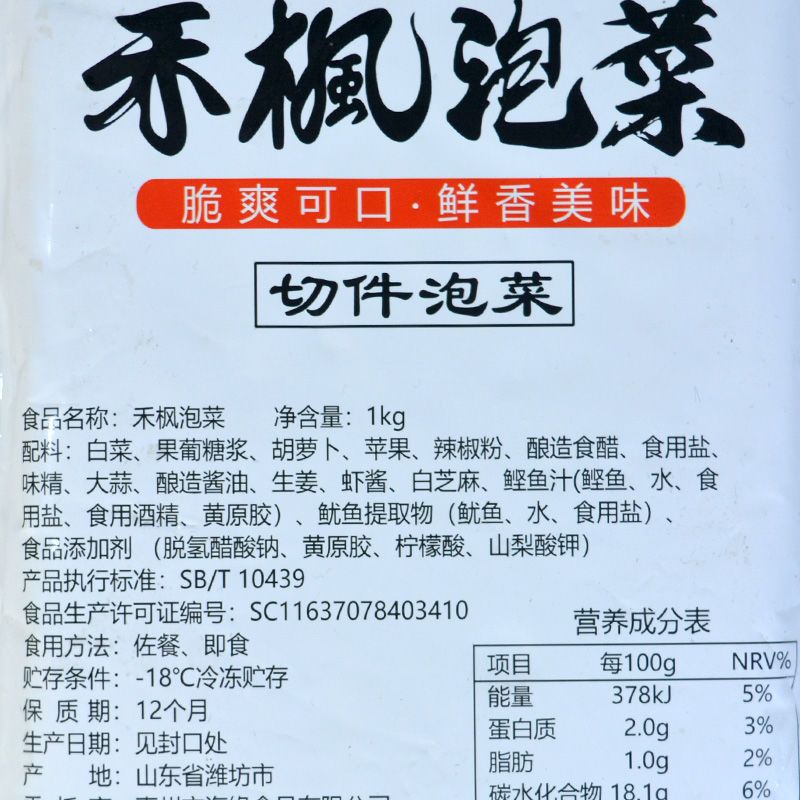 禾枫泡菜
脆爽可口·鲜香美味
切件泡菜
食品名称：禾枫泡菜 净含量：1kg
配料：白菜、果葡糖浆、胡萝卜、苹果、辣椒粉、酿造食醋、食用盐、
味精、大蒜、酿造酱油、生姜、虾酱、白芝麻、鲣鱼汁(鲣鱼、水、食
用盐、食用酒精、黄原胶）、鱿鱼提取物（鱿鱼、水、食用盐）、
食品添加剂 （脱氢醋酸钠、黄原胶、柠檬酸、山梨酸钾）
产品执行标准：SB/T 10439
食品生产许可证编号：SC11637078403410
食用方法：佐餐、即食
贮存条件：-18℃冷冻贮存
保 质 期：12个月
生产日期：见封口处
产 地：山东省潍坊市
营养成分表
项目 每100g NRV%
能量 378kJ 5%
蛋白质 2.0g 3%
脂肪 1.0g 2%
碳水化合物 18.1g 6%